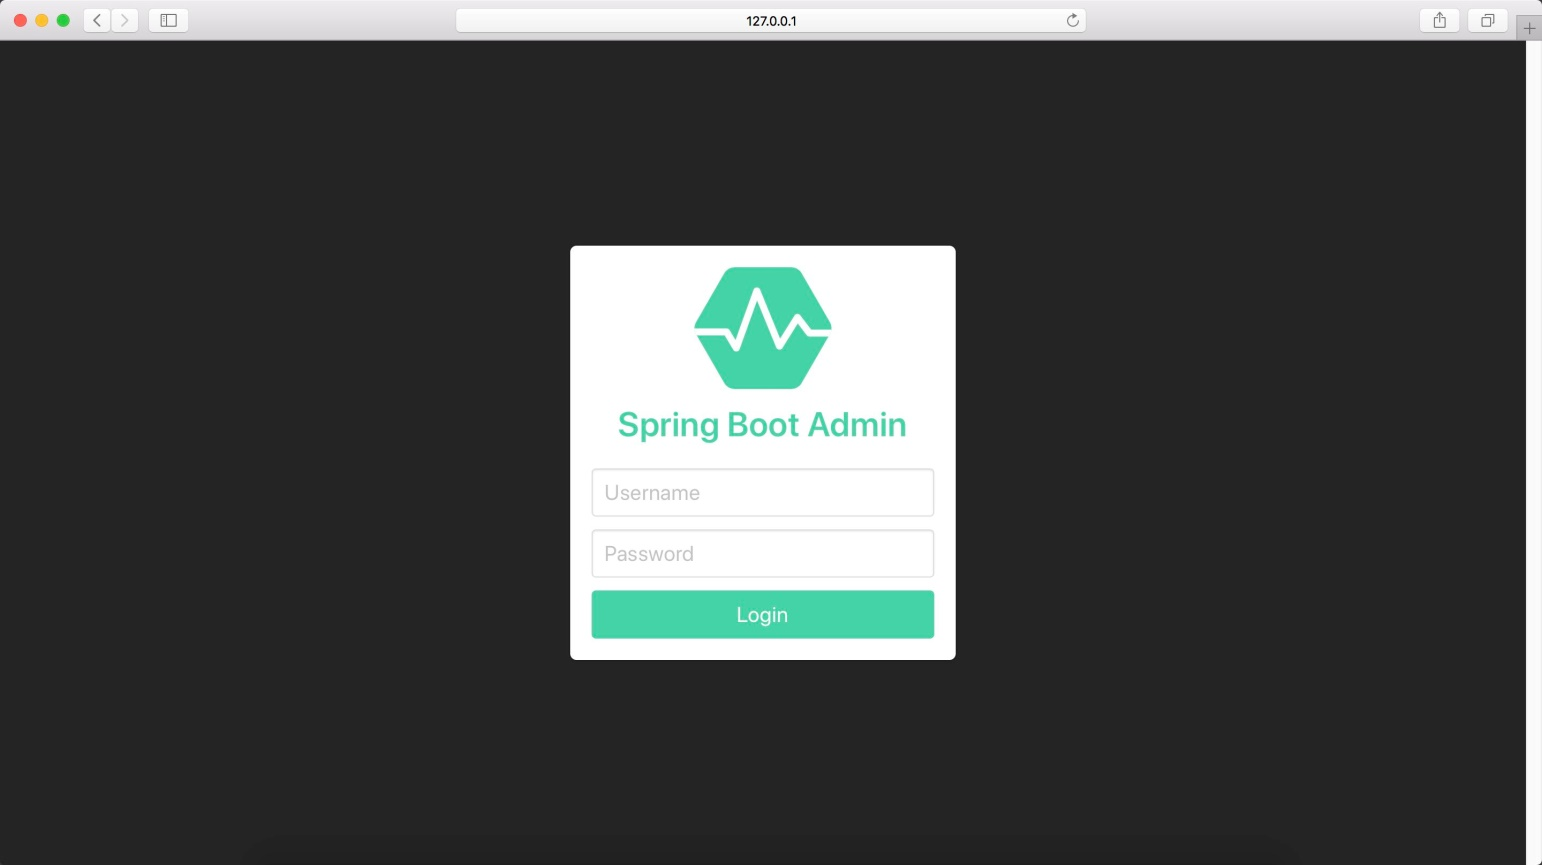 127.0.0.1
Spring Boot Admin
Username
Password
Login